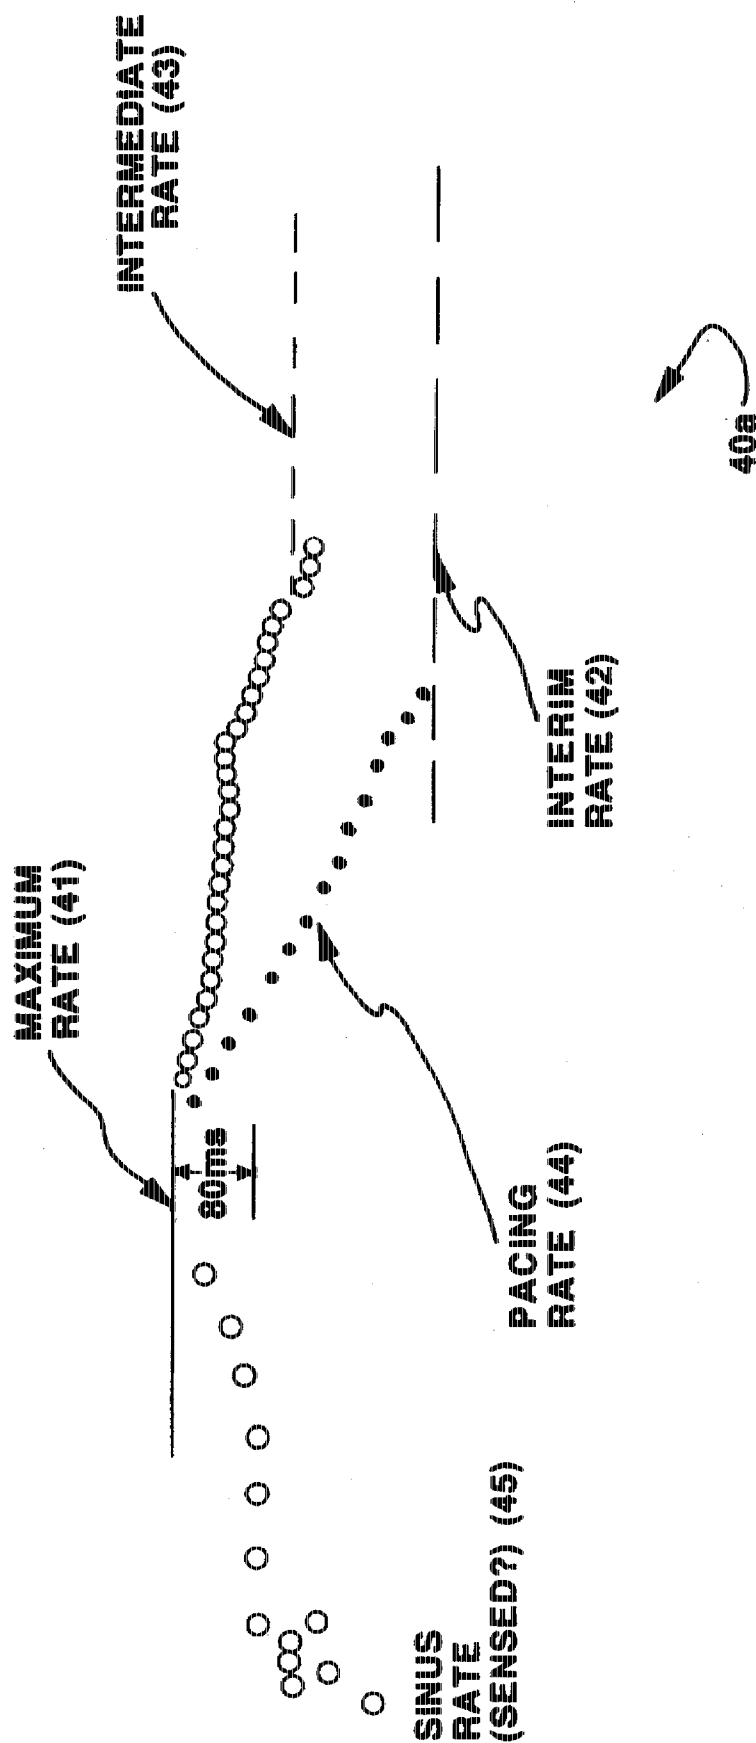 MAXIMUM
RATE (41)
INTERMEDIATE
RATE (43)
80ms
SINUS
RATE
(SENSED?) (45)
PACING
RATE (44)
INTERIM
RATE (42)
40a